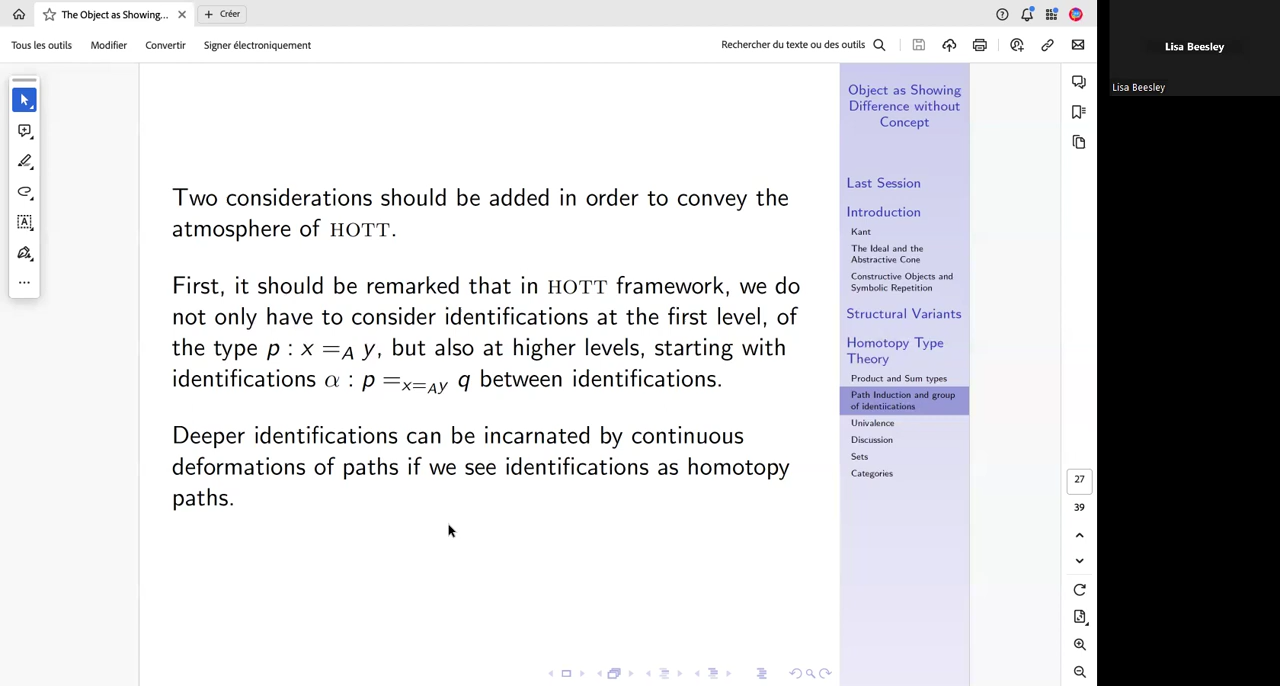 The Object as Showing...
Créer
Tous les outils
Modifier
Convertir
Signer électroniquement
Rechercher du texte ou des outils
Two considerations should be added in order to convey the
atmosphere of HOTT.
First, it should be remarked that in HOTT framework, we do
not only have to consider identifications at the first level, of
the type p : x =A y, but also at higher levels, starting with
identifications α : p =x=Ay q between identifications.
Deeper identifications can be incarnated by continuous
deformations of paths if we see identifications as homotopy
paths.
Object as Showing
Difference without
Concept
Last Session
Introduction
Kant
The Ideal and the
Abstractive Cone
Constructive Objects and
Symbolic Repetition
Structural Variants
Homotopy Type
Theory
Product and Sum types
Path Induction and group
of identiications
Univalence
Discussion
Sets
Categories
27
39
Lisa Beesley
Lisa Beesley